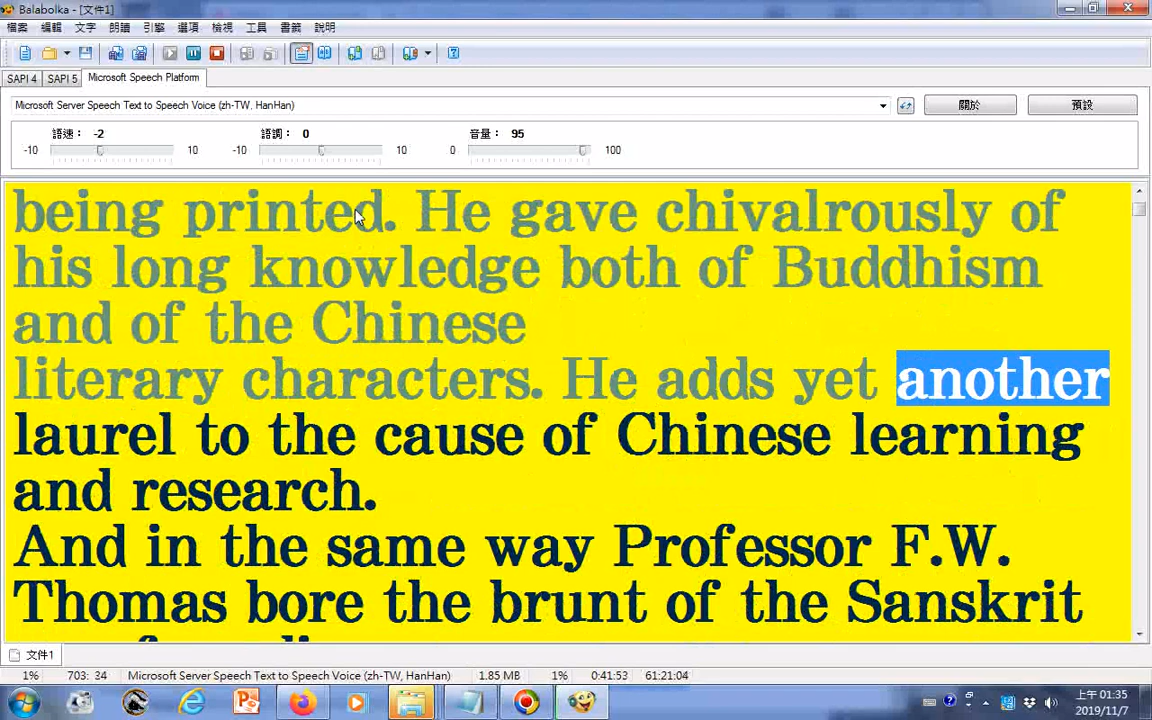 Balabolka - [文件1]
檔案 編輯 文字 朗讀 引擎 選項 檢視 工具 書籤 說明
SAPI 4 SAPI 5 Microsoft Speech Platform
Microsoft Server Speech Text to Speech Voice (zh-TW, HanHan) 關於 預設
語速： -2 語調： 0 音量： 95
-10 10 -10 10 0 100
being printed. He gave chivalrously of
his long knowledge both of Buddhism
and of the Chinese
literary characters. He adds yet another
laurel to the cause of Chinese learning
and research.
And in the same way Professor F.W.
Thomas bore the brunt of the Sanskrit
文件1
1% 703: 34 Microsoft Server Speech Text to Speech Voice (zh-TW, HanHan) 1.85 MB 1% 0:41:53 61:21:04
上午 01:35
2019/11/7